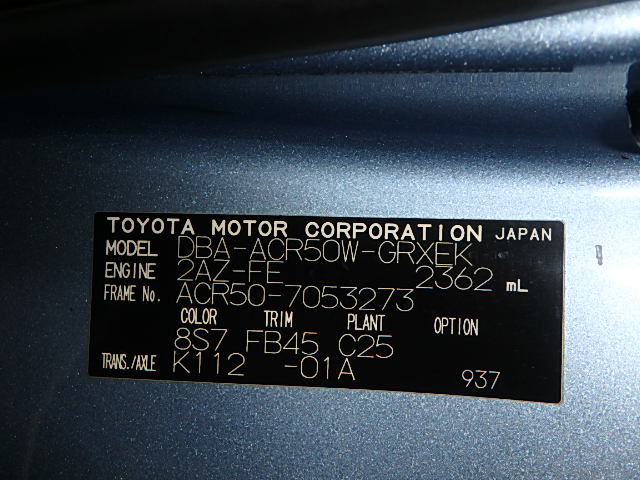 TOYOTA MOTOR CORPORATION JAPAN
MODEL DBA-ACR50W-GRXEK
ENGINE 2AZ-FE 2362 mL
FRAME No. ACR50-7053273
COLOR TRIM PLANT OPTION
8S7 FB45 C25
TRANS./AXLE K112 -01A 937